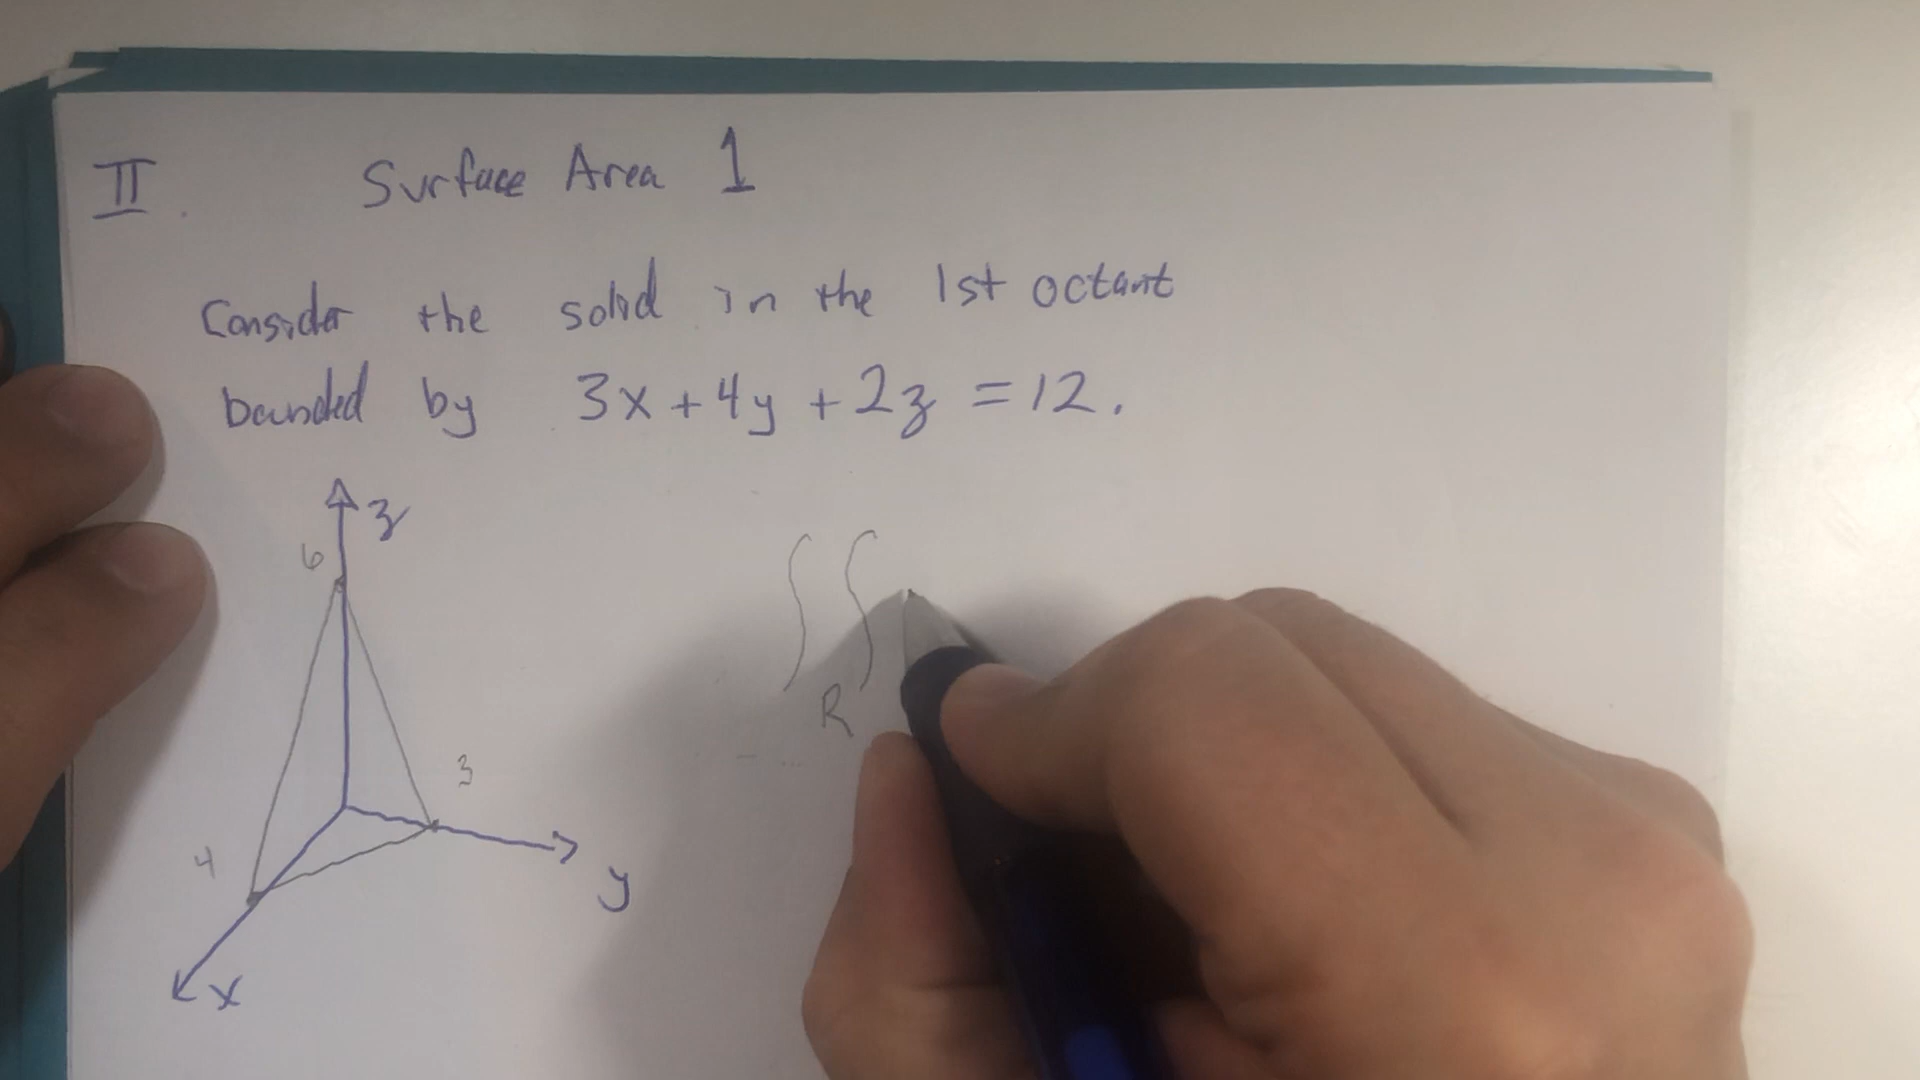 II. Surface Area 1
Consider the solid in the 1st octant
bounded by 3x + 4y + 2z = 12.
z
6
∫∫
R
3
4
y
x